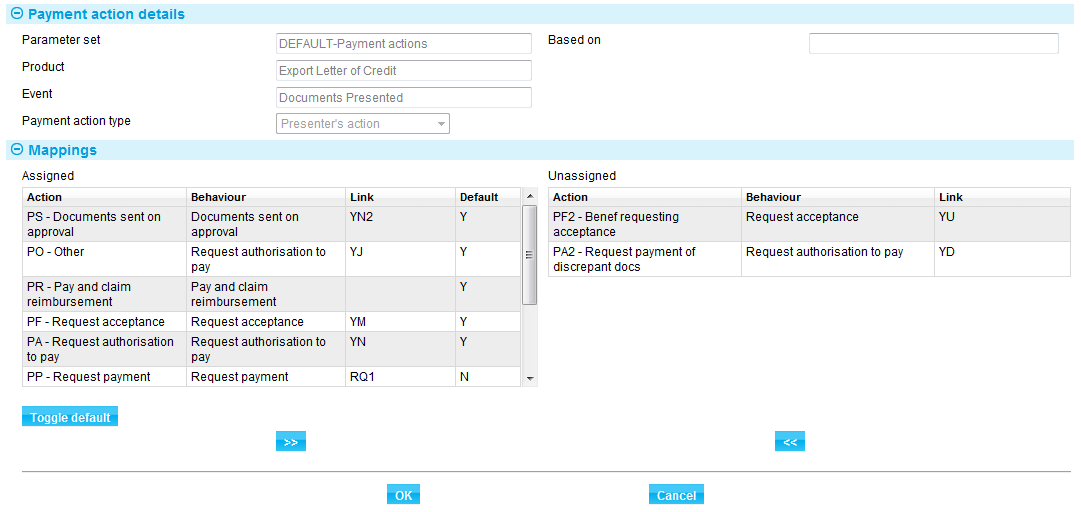 Payment action details
Parameter set DEFAULT-Payment actions Based on
Product Export Letter of Credit
Event Documents Presented
Payment action type Presenter's action
Mappings
Assigned Unassigned
Action Behaviour Link Default Action Behaviour Link
PS - Documents sent on Documents sent on YN2 Y PF2 - Benef requesting Request acceptance YU
approval approval acceptance
PO - Other Request authorisation to YJ Y PA2 - Request payment of Request authorisation to pay YD
pay discrepant docs
PR - Pay and claim Pay and claim Y
reimbursement reimbursement
PF - Request acceptance Request acceptance YM Y
PA - Request authorisation Request authorisation to YN Y
to pay pay
PP - Request payment Request payment RQ1 N
Toggle default
>> <<
OK Cancel